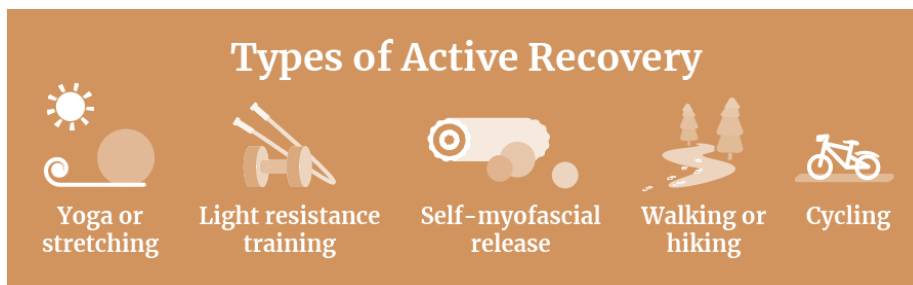 Types of Active Recovery
Yoga or
stretching
Light resistance
training
Self-myofascial
release
Walking or
hiking
Cycling